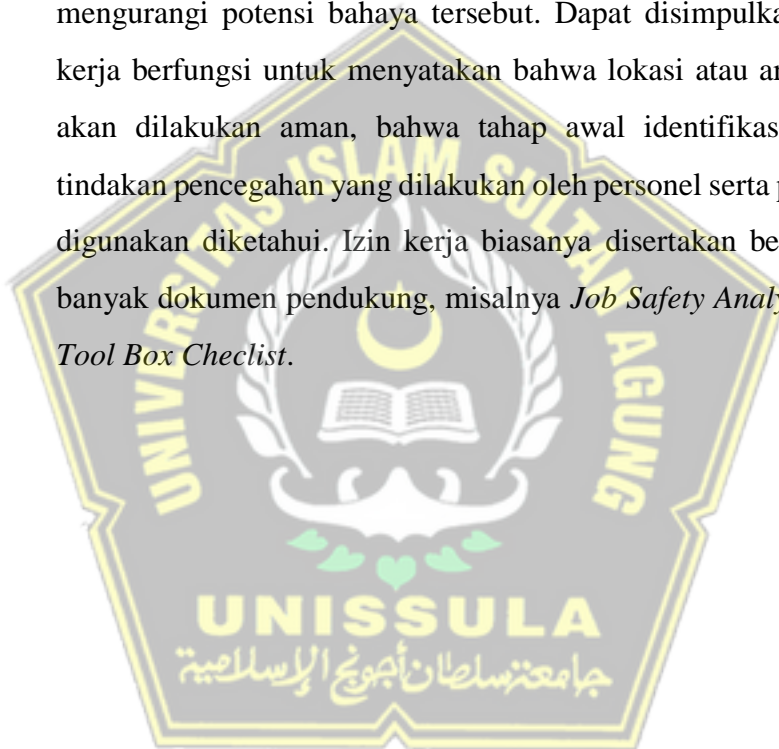 mengurangi potensi bahaya tersebut. Dapat disimpulka
kerja berfungsi untuk menyatakan bahwa lokasi atau ar
akan dilakukan aman, bahwa tahap awal identifikas
tindakan pencegahan yang dilakukan oleh personel serta p
digunakan diketahui. Izin kerja biasanya disertakan be
banyak dokumen pendukung, misalnya Job Safety Analy
Tool Box Checlist.
UNIVERSITAS ISLAM SULTAN AGUNG
UNISSULA
جامعة سلطان أجونج الإسلامية